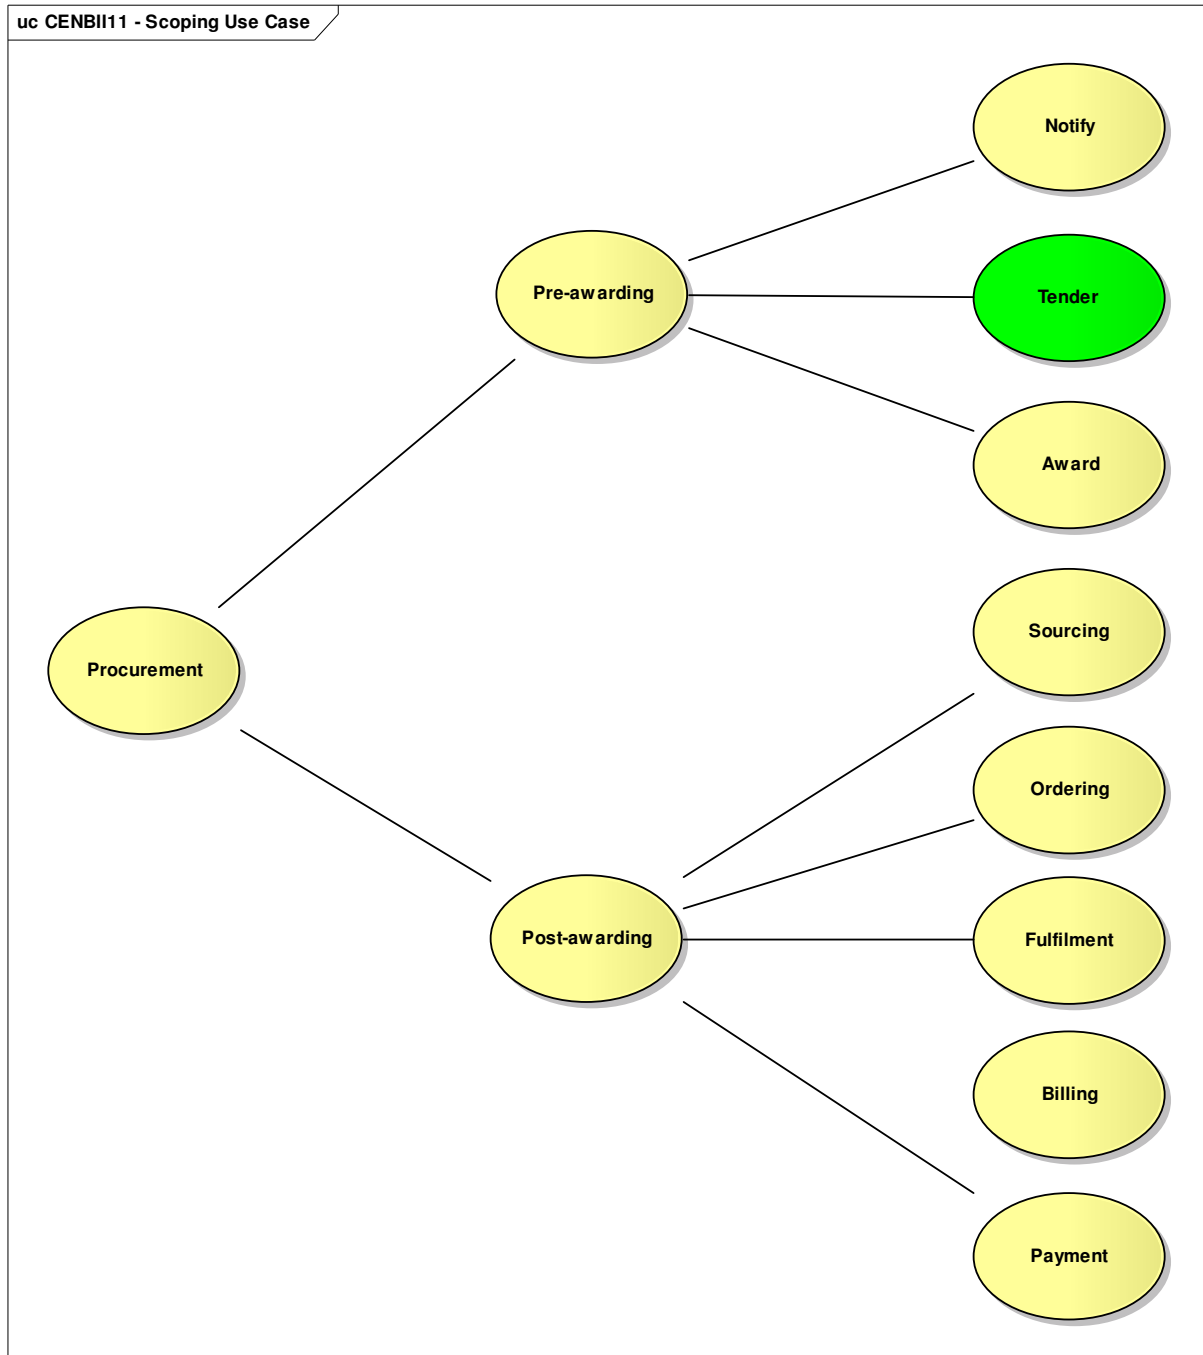 uc CENBII11 - Scoping Use Case
Notify
Pre-awarding
Tender
Award
Sourcing
Procurement
Ordering
Post-awarding
Fulfilment
Billing
Payment